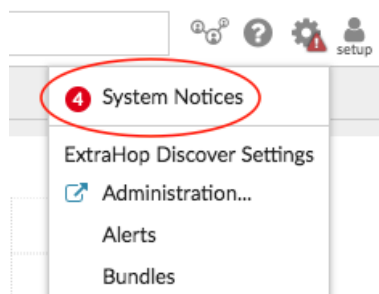 setup
4 System Notices
ExtraHop Discover Settings
Administration...
Alerts
Bundles